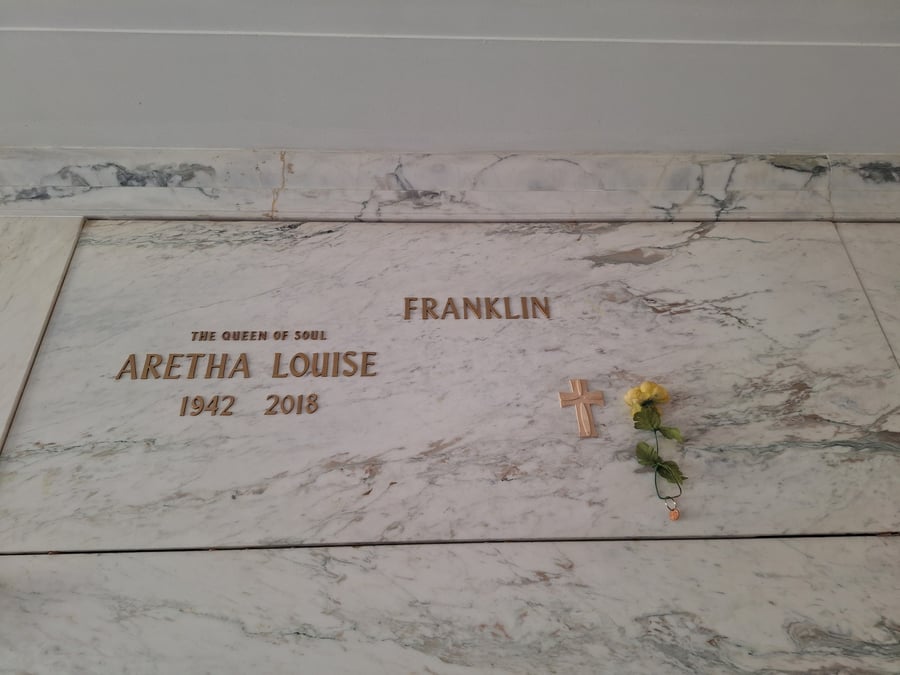 FRANKLIN
THE QUEEN OF SOUL
ARETHA LOUISE
1942 2018